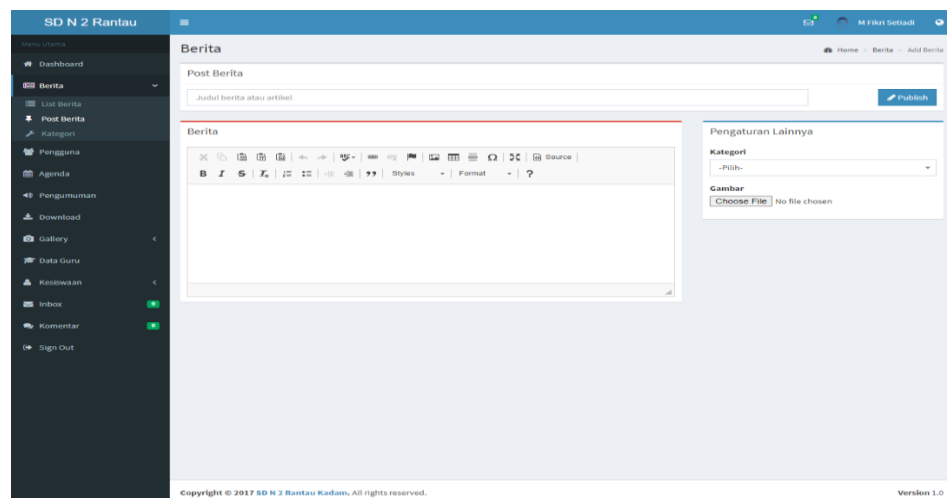 SD N 2 Rantau
M Fikri Setiadi
Menu Utama
Dashboard
Berita
List Berita
Post Berita
Kategori
Pengguna
Agenda
Pengumuman
Download
Gallery
Data Guru
Kesiswaan
Inbox 0
Komentar 0
Sign Out
Berita
Home - Berita - Add Berita
Post Berita
Judul berita atau artikel
Publish
Berita
Source
B I S Ix Styles Format ?
Pengaturan Lainnya
Kategori
-Pilih-
Gambar
Choose File No file chosen
Copyright © 2017 SD N 2 Rantau Kadam. All rights reserved.
Version 1.0